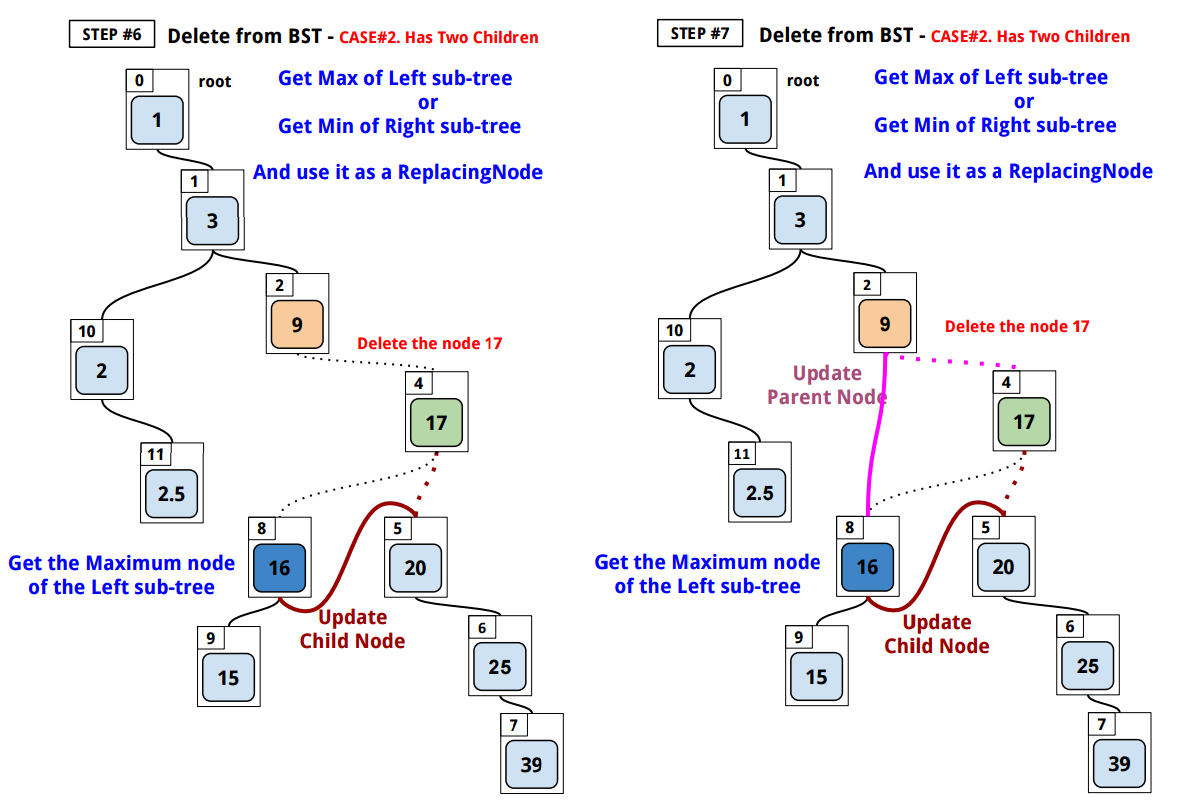 STEP #6
Delete from BST - CASE#2. Has Two Children
0
root
1
Get Max of Left sub-tree
or
Get Min of Right sub-tree
And use it as a ReplacingNode
1
3
2
9
10
2
Delete the node 17
4
17
11
2.5
8
16
5
20
Get the Maximum node
of the Left sub-tree
Update
Child Node
9
15
6
25
7
39
STEP #7
Delete from BST - CASE#2. Has Two Children
0
root
1
Get Max of Left sub-tree
or
Get Min of Right sub-tree
And use it as a ReplacingNode
1
3
2
9
10
2
Delete the node 17
Update
Parent Node
4
17
11
2.5
8
16
5
20
Get the Maximum node
of the Left sub-tree
Update
Child Node
9
15
6
25
7
39